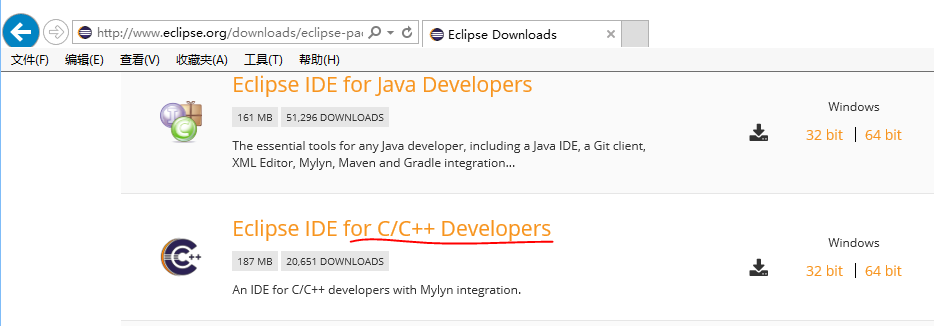 http://www.eclipse.org/downloads/eclipse-pac
Eclipse Downloads
文件(F) 编辑(E) 查看(V) 收藏夹(A) 工具(T) 帮助(H)
Eclipse IDE for Java Developers
161 MB 51,296 DOWNLOADS
The essential tools for any Java developer, including a Java IDE, a Git client,
XML Editor, Mylyn, Maven and Gradle integration...
Windows
32 bit 64 bit
Eclipse IDE for C/C++ Developers
187 MB 20,651 DOWNLOADS
An IDE for C/C++ developers with Mylyn integration.
Windows
32 bit 64 bit